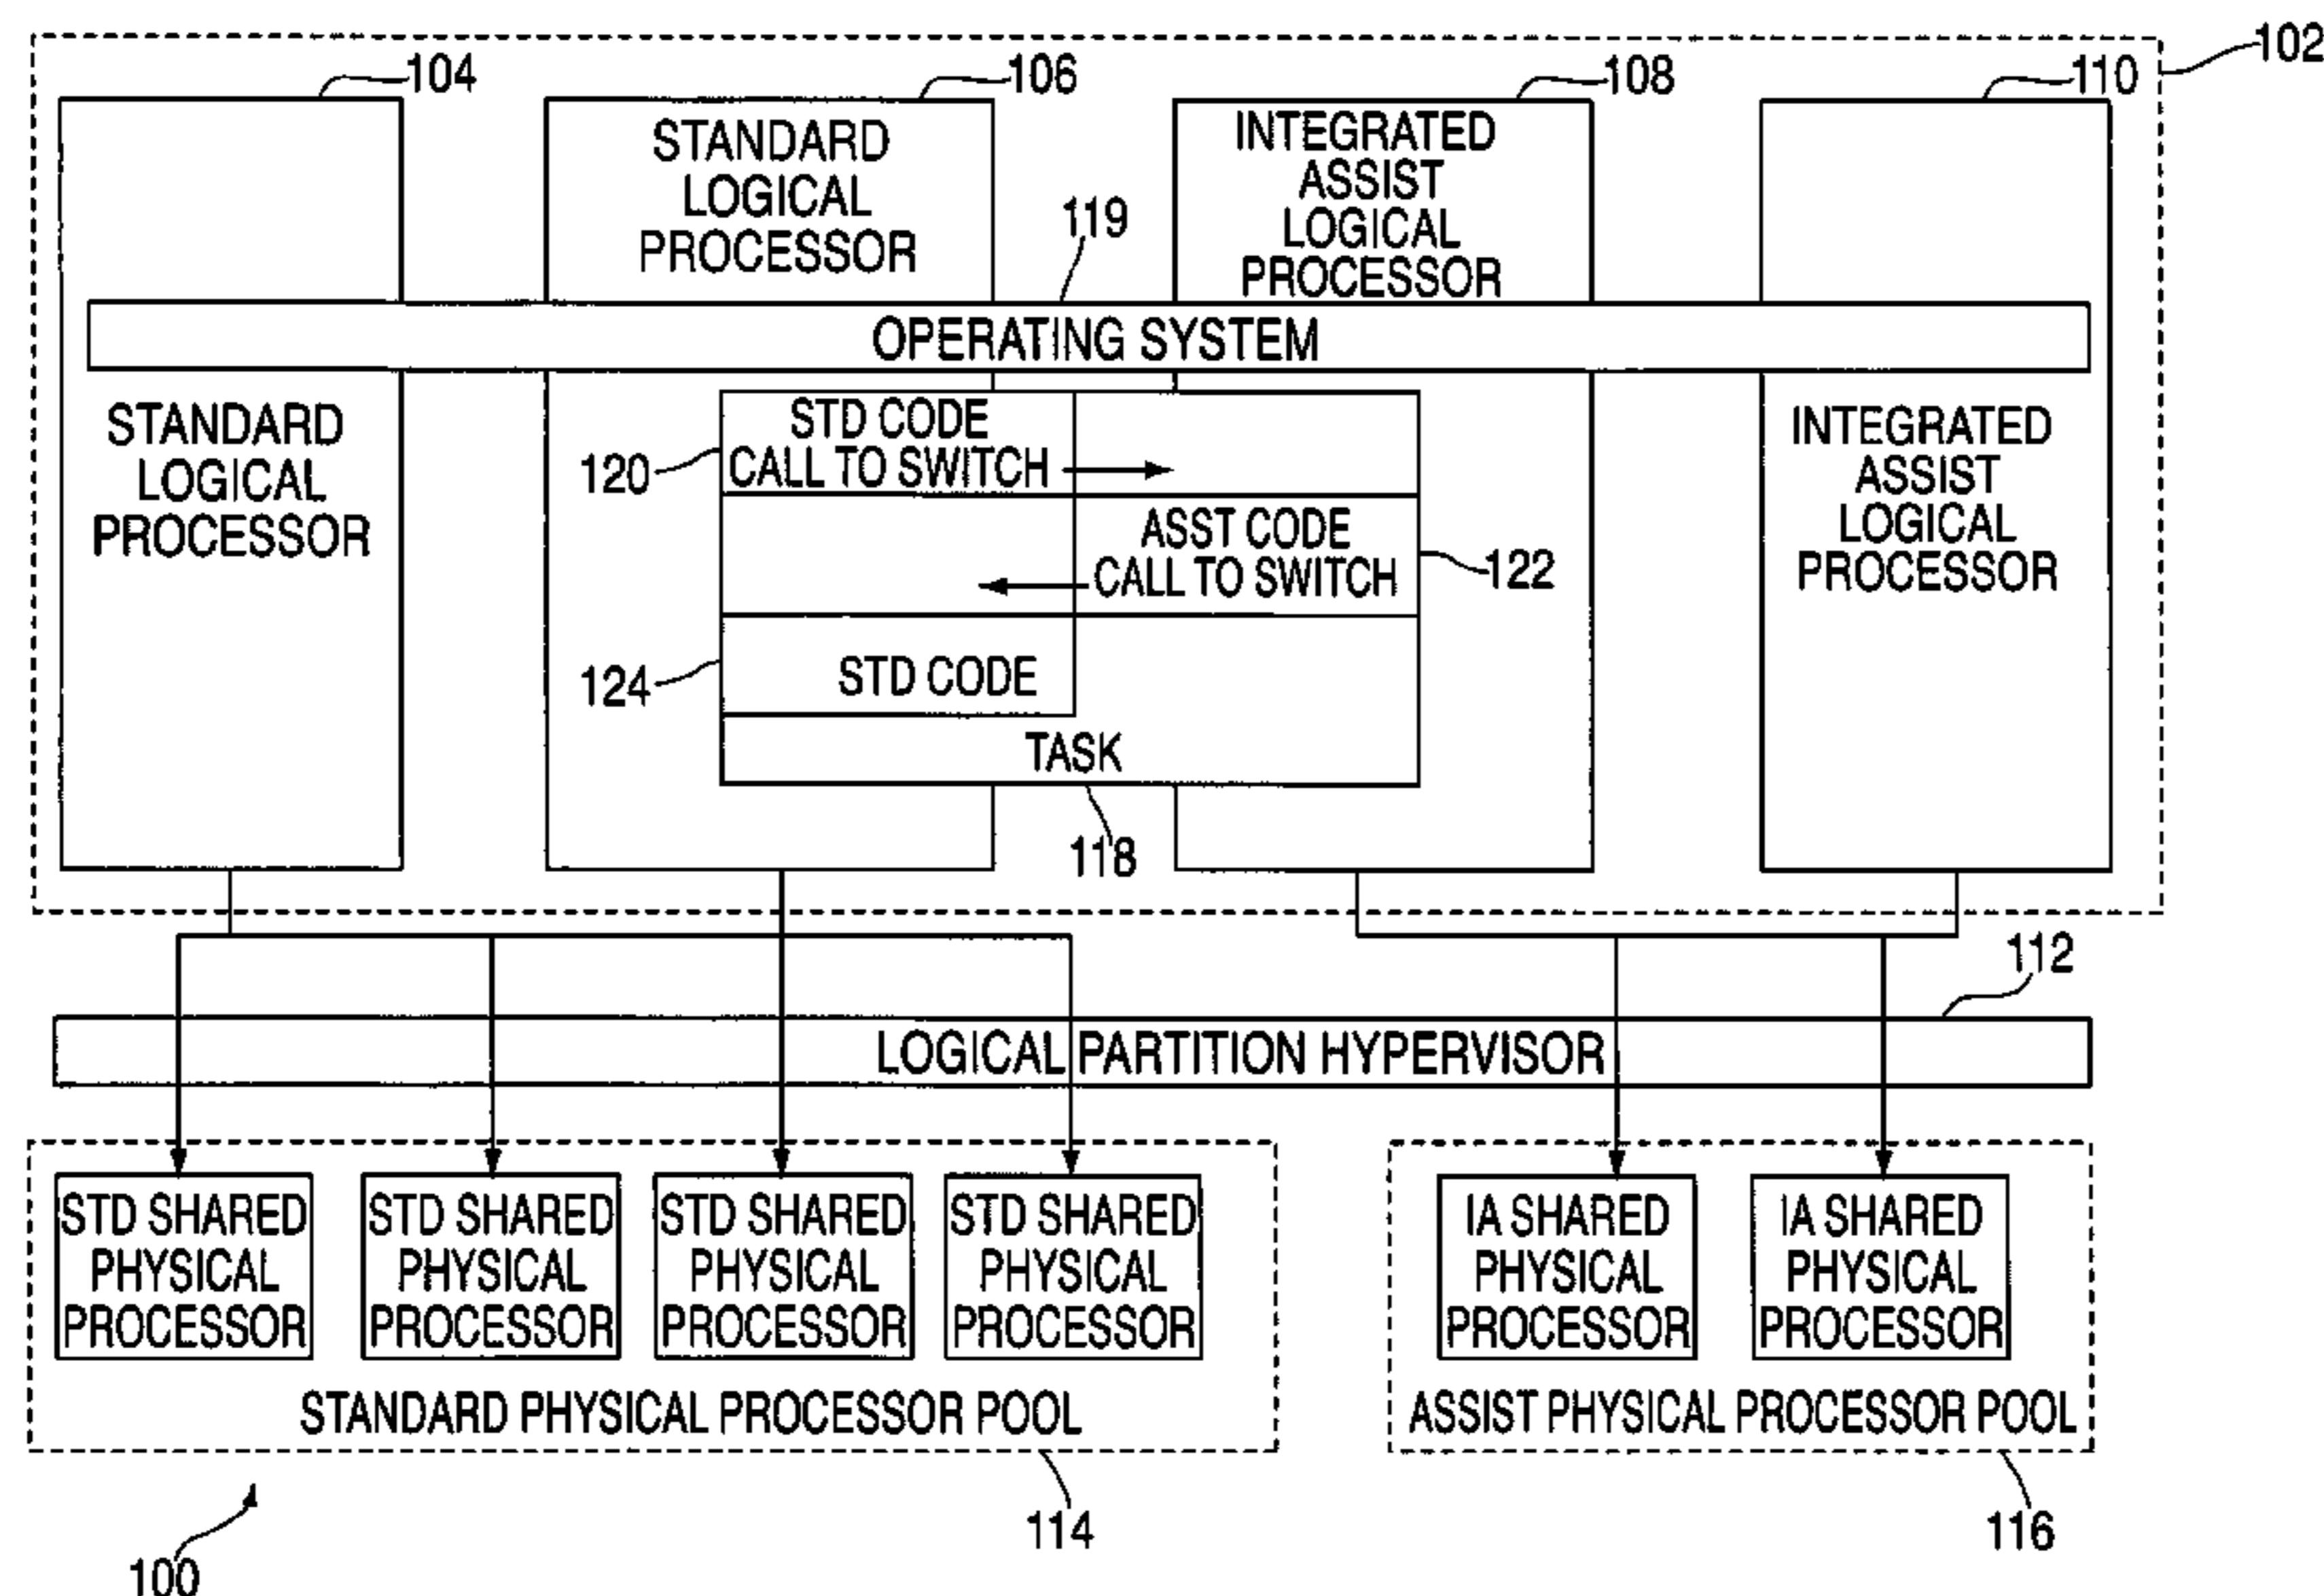 102
104
106
108
110
STANDARD
LOGICAL
PROCESSOR
INTEGRATED
ASSIST
LOGICAL
PROCESSOR
119
OPERATING SYSTEM
STANDARD
LOGICAL
PROCESSOR
STD CODE
CALL TO SWITCH
120
ASST CODE
CALL TO SWITCH
122
STD CODE
124
TASK
118
INTEGRATED
ASSIST
LOGICAL
PROCESSOR
112
LOGICAL PARTITION HYPERVISOR
STD SHARED
PHYSICAL
PROCESSOR
STD SHARED
PHYSICAL
PROCESSOR
STD SHARED
PHYSICAL
PROCESSOR
STD SHARED
PHYSICAL
PROCESSOR
IA SHARED
PHYSICAL
PROCESSOR
IA SHARED
PHYSICAL
PROCESSOR
STANDARD PHYSICAL PROCESSOR POOL
ASSIST PHYSICAL PROCESSOR POOL
114
116
100